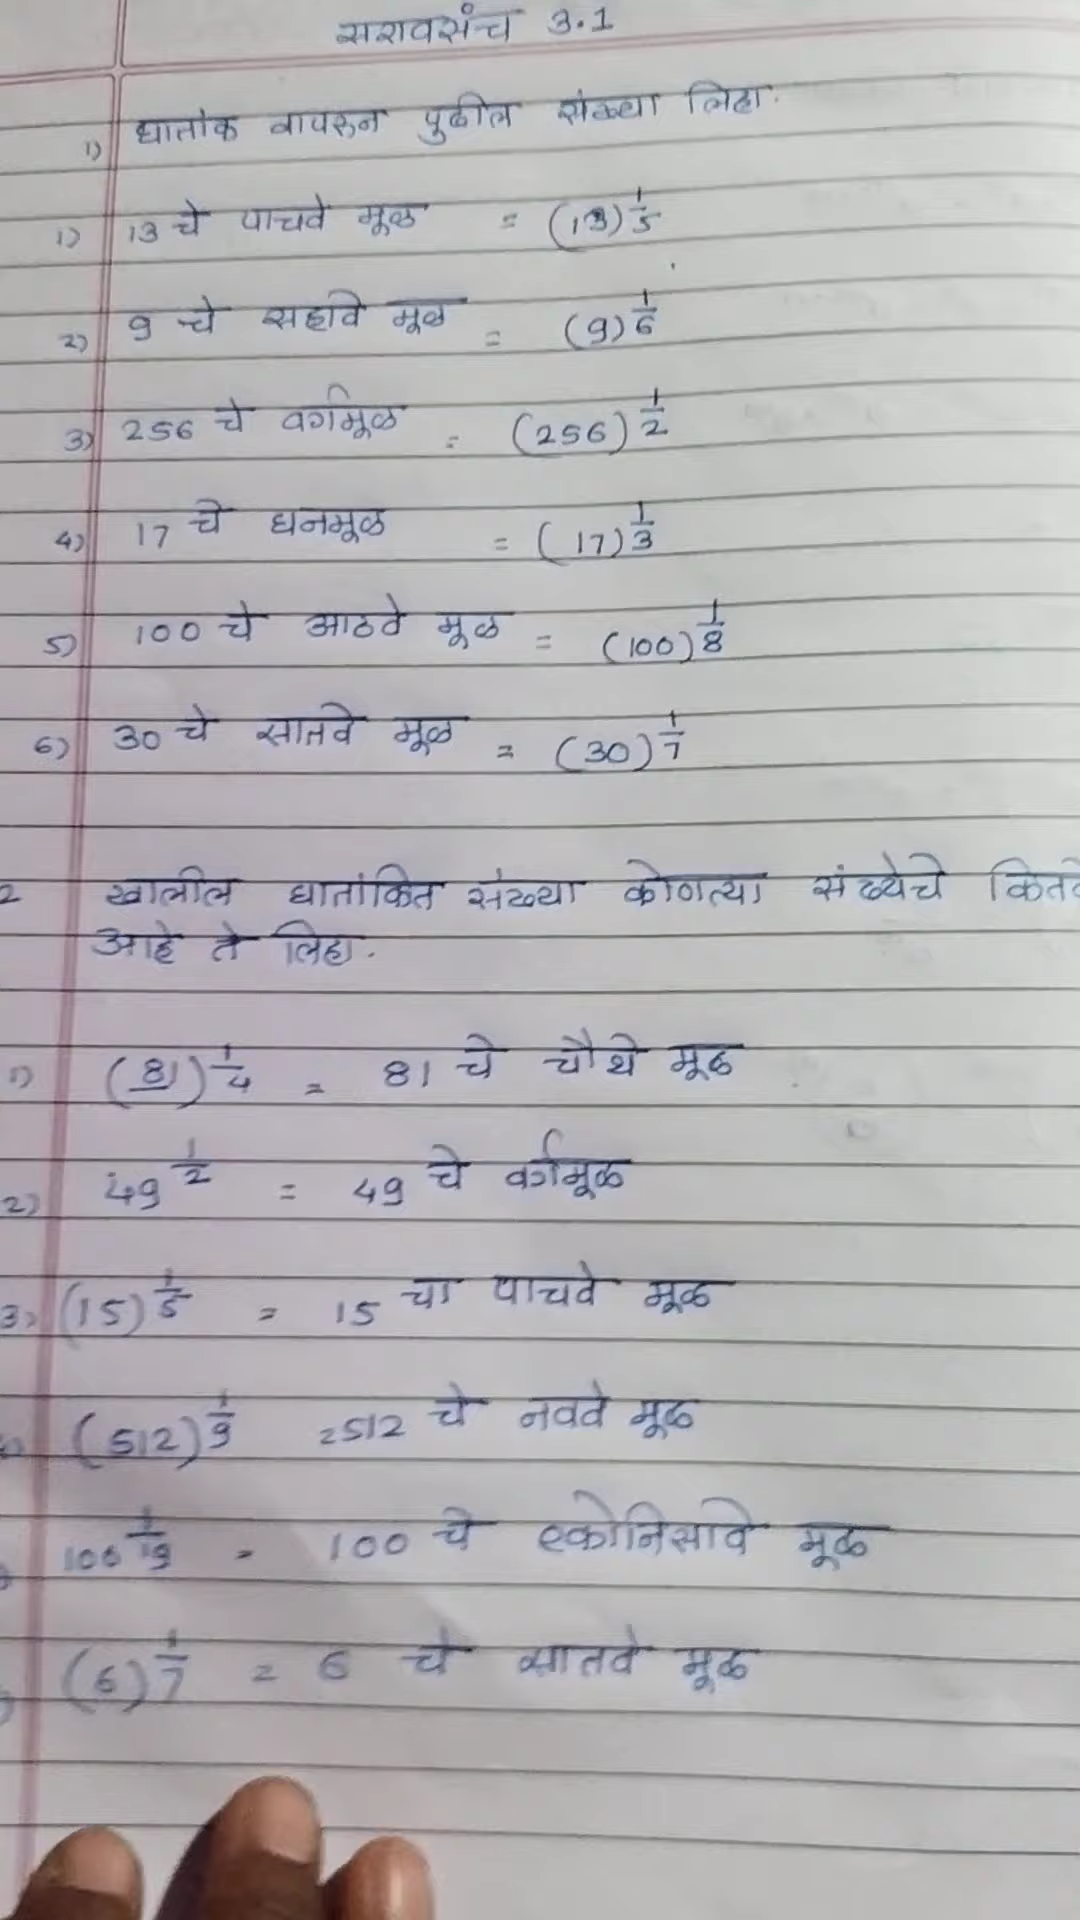 सरावसंच 3.1
1) घातांक वापरून पुढील संख्या लिहा.
1) 13 चे पाचवे मूळ = (13)^1/5
2) 9 चे सहावे मूळ = (9)^1/6
3) 256 चे वर्गमूळ = (256)^1/2
4) 17 चे घनमूळ = (17)^1/3
5) 100 चे आठवे मूळ = (100)^1/8
6) 30 चे सातवे मूळ = (30)^1/7
2 खालील घातांकित संख्या कोणत्या संख्येचे
आहे ते लिहा.
1) (81)^1/4 = 81 चे चौथे मूळ
2) 49^1/2 = 49 चे वर्गमूळ
3) (15)^1/5 = 15 चा पाचवे मूळ
(512)^1/9 = 512 चे नववे मूळ
100^1/19 = 100 चे एकोनिसावे मूळ
(6)^1/7 = 6 चे सातवे मूळ